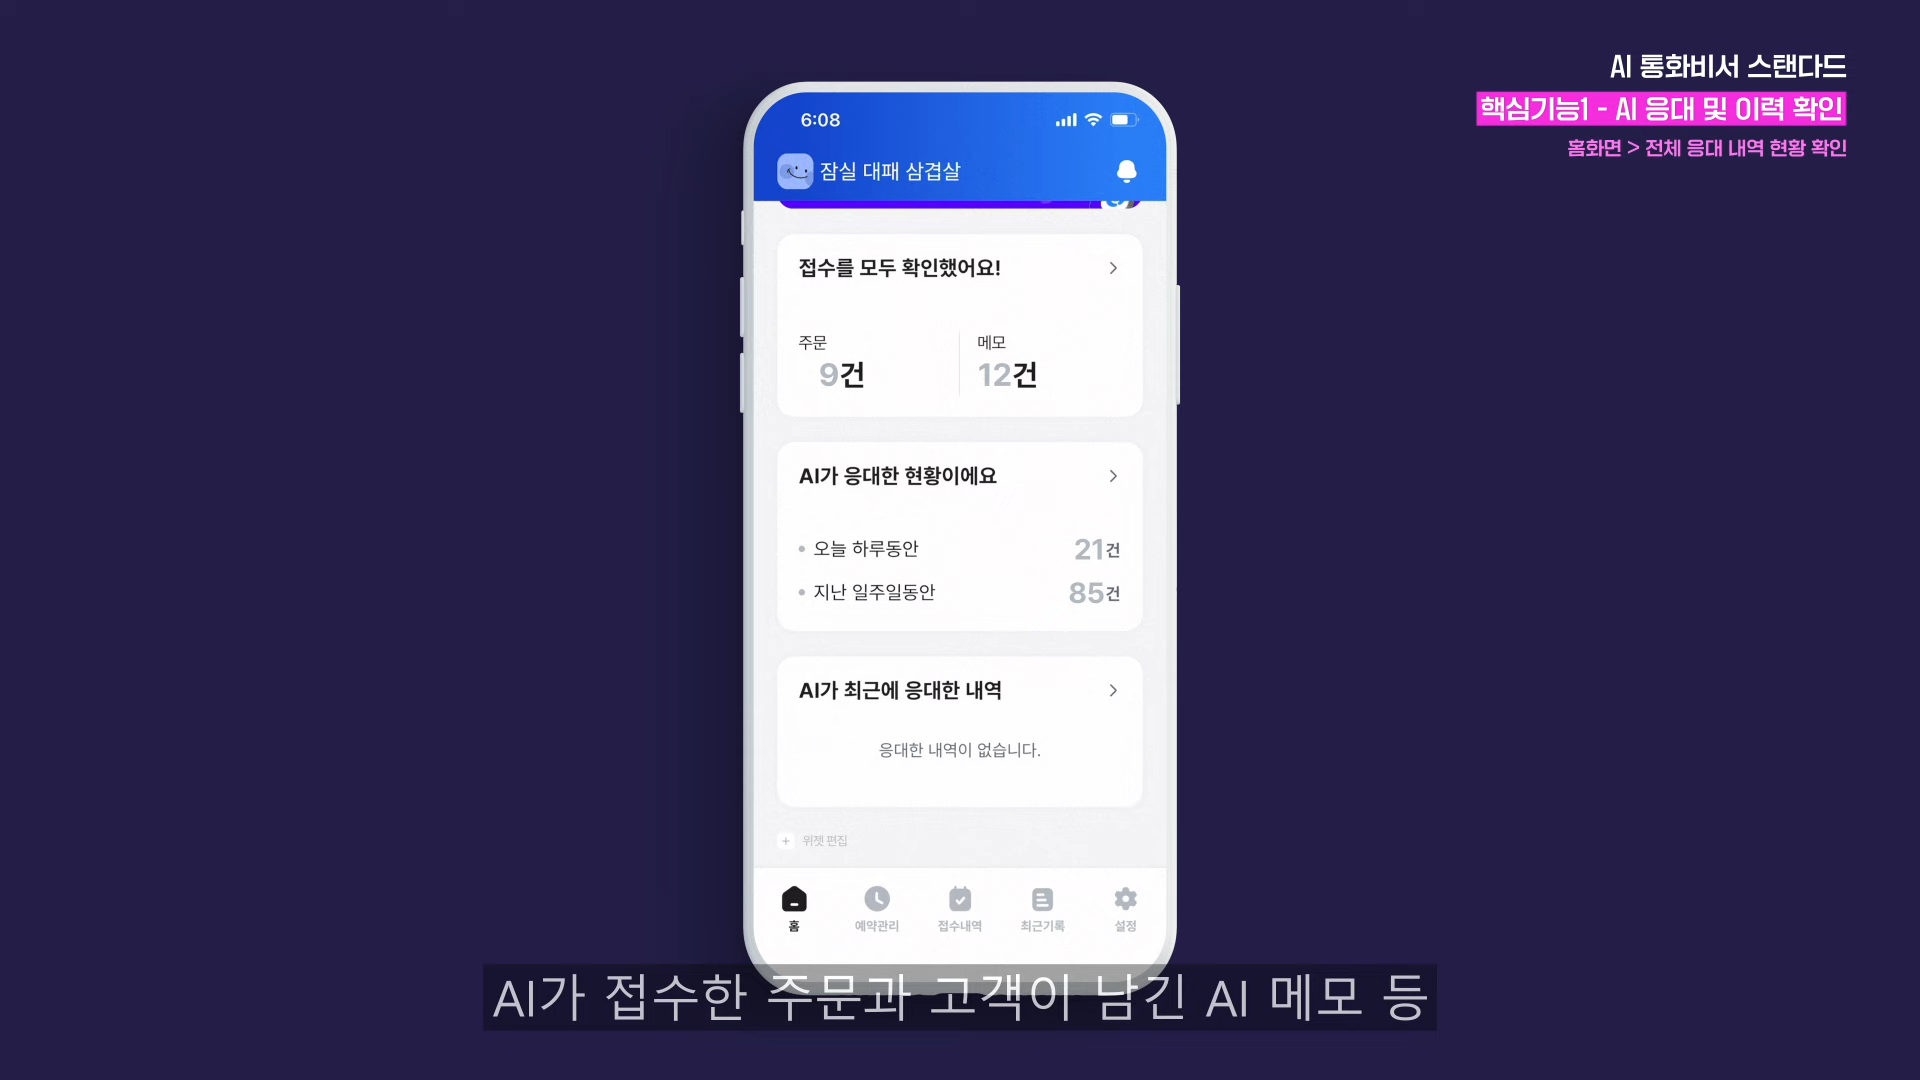 AI 통화비서 스탠다드
핵심기능1 - AI 응대 및 이력 확인
홈화면 > 전체 응대 내역 현황 확인
6:08
잠실 대패 삼겹살
접수를 모두 확인했어요!
주문
메모
9건
12건
AI가 응대한 현황이에요
오늘 하루동안 21건
지난 일주일동안 85건
AI가 최근에 응대한 내역
응대한 내역이 없습니다.
위젯 편집
홈 예약관리 접수내역 최근기록 설정
AI가 접수한 주문과 고객이 남긴 AI 메모 등